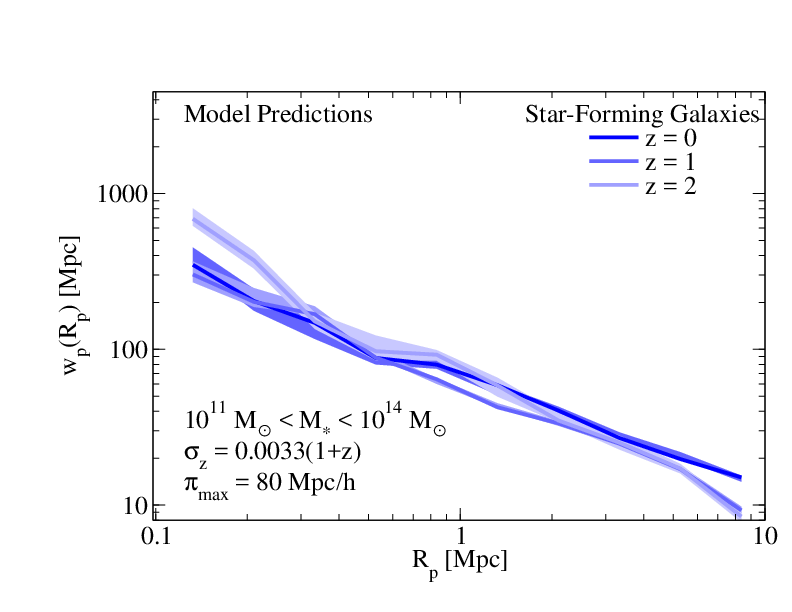 Model Predictions
Star-Forming Galaxies
z = 0
z = 1
z = 2
1000
100
10
w_p(R_p) [Mpc]
10^11 M_⊙ < M_* < 10^14 M_⊙
σ_z = 0.0033(1+z)
π_max = 80 Mpc/h
0.1
1
10
R_p [Mpc]